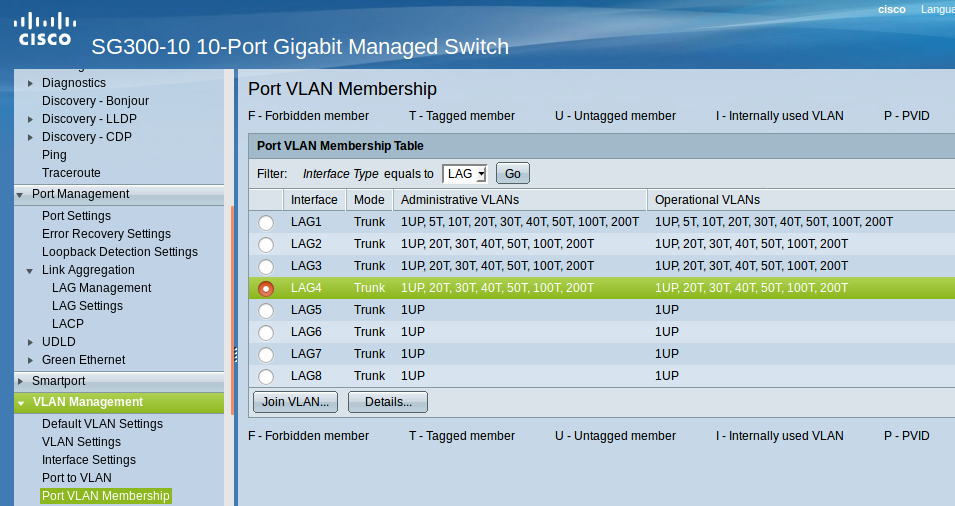 cisco Langua
CISCO
SG300-10 10-Port Gigabit Managed Switch
Diagnostics
Discovery - Bonjour
Discovery - LLDP
Discovery - CDP
Ping
Traceroute
Port Management
Port Settings
Error Recovery Settings
Loopback Detection Settings
Link Aggregation
LAG Management
LAG Settings
LACP
UDLD
Green Ethernet
Smartport
VLAN Management
Default VLAN Settings
VLAN Settings
Interface Settings
Port to VLAN
Port VLAN Membership
Port VLAN Membership
F - Forbidden member T - Tagged member U - Untagged member I - Internally used VLAN P - PVID
Port VLAN Membership Table
Filter: Interface Type equals to LAG Go
Interface Mode Administrative VLANs Operational VLANs
LAG1 Trunk 1UP, 5T, 10T, 20T, 30T, 40T, 50T, 100T, 200T 1UP, 5T, 10T, 20T, 30T, 40T, 50T, 100T, 200T
LAG2 Trunk 1UP, 20T, 30T, 40T, 50T, 100T, 200T 1UP, 20T, 30T, 40T, 50T, 100T, 200T
LAG3 Trunk 1UP, 20T, 30T, 40T, 50T, 100T, 200T 1UP, 20T, 30T, 40T, 50T, 100T, 200T
LAG4 Trunk 1UP, 20T, 30T, 40T, 50T, 100T, 200T 1UP, 20T, 30T, 40T, 50T, 100T, 200T
LAG5 Trunk 1UP 1UP
LAG6 Trunk 1UP 1UP
LAG7 Trunk 1UP 1UP
LAG8 Trunk 1UP 1UP
Join VLAN... Details...
F - Forbidden member T - Tagged member U - Untagged member I - Internally used VLAN P - PVID